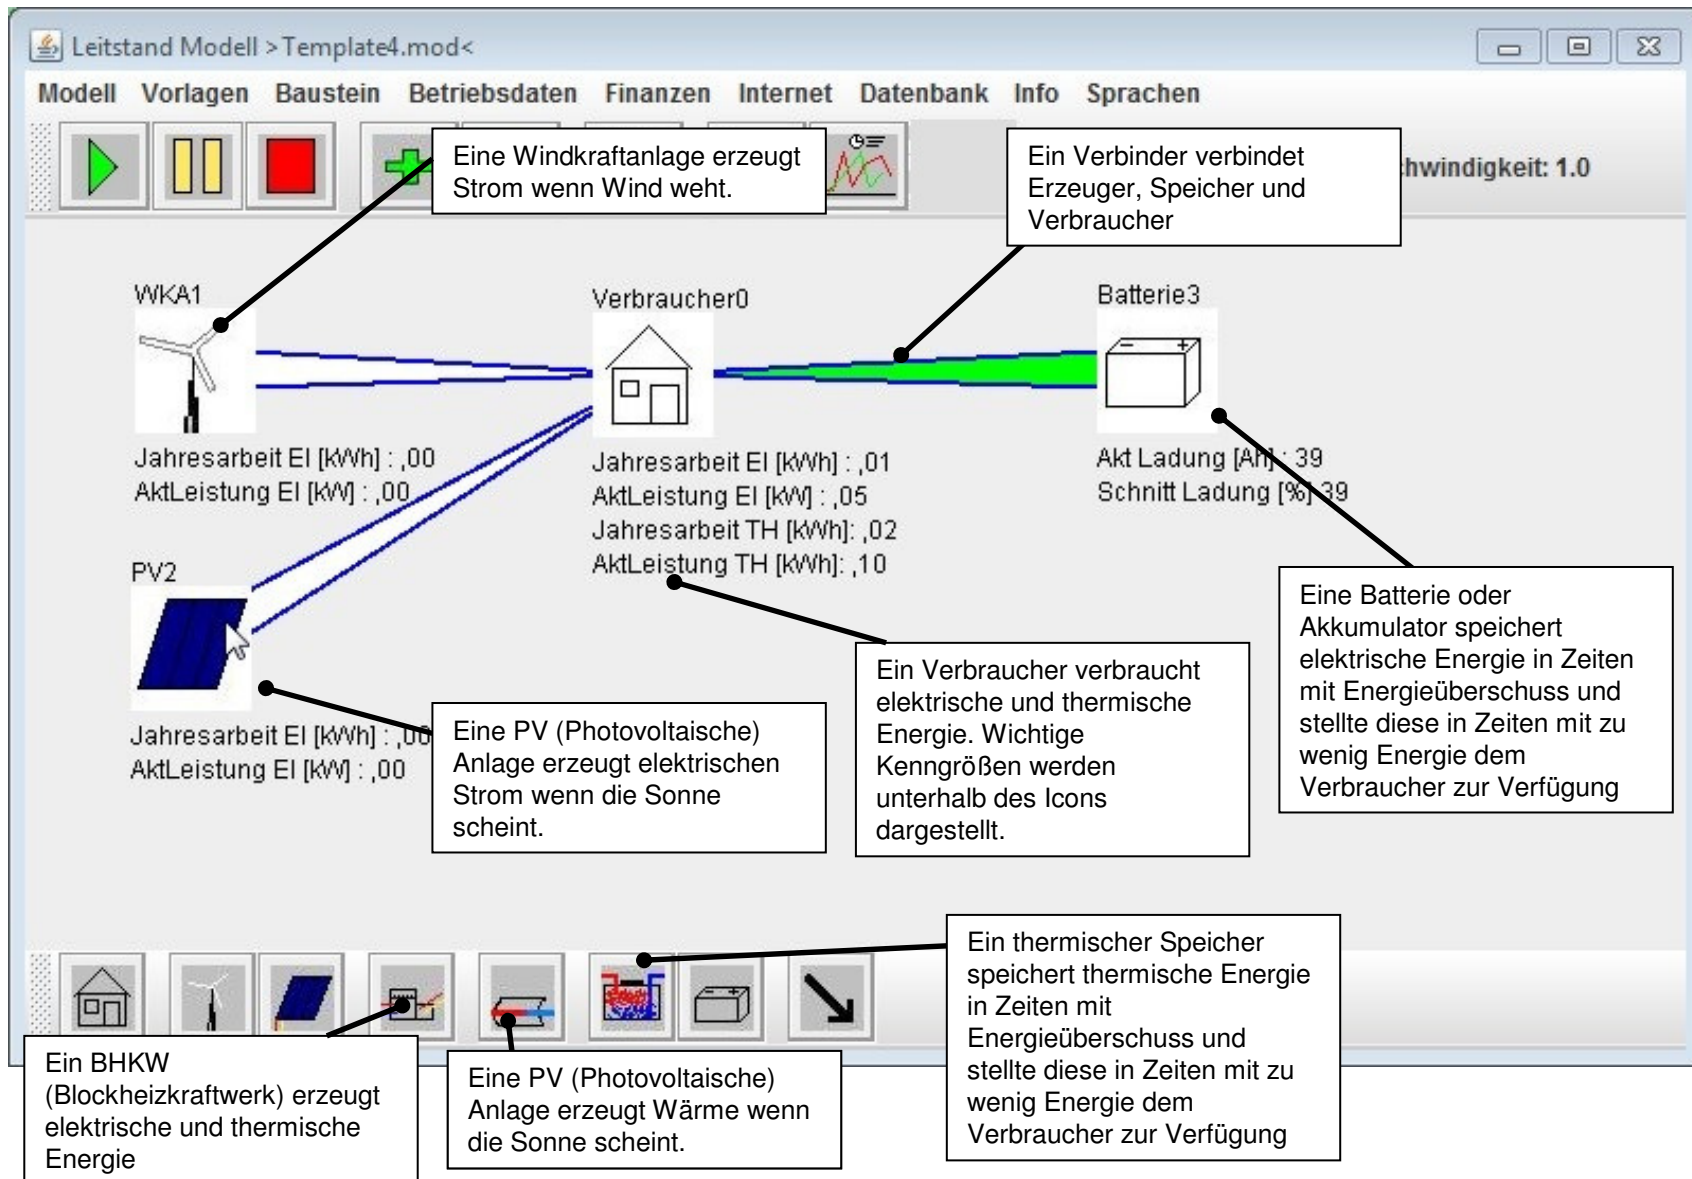 Leitstand Modell >Template4.mod<
Modell Vorlagen Baustein Betriebsdaten Finanzen Internet Datenbank Info Sprachen
Eine Windkraftanlage erzeugt
Strom wenn Wind weht.
Ein Verbinder verbindet
Erzeuger, Speicher und
Verbraucher
chwindigkeit: 1.0
WKA1
Jahresarbeit El [kWh] : ,00
AktLeistung El [kW] : ,00
Verbraucher0
Jahresarbeit El [kWh] : ,01
AktLeistung El [kW] : ,05
Jahresarbeit TH [kWh]: ,02
AktLeistung TH [kWh]: ,10
Batterie3
Akt Ladung [Ah] : 39
Schnitt Ladung [%] 39
PV2
Jahresarbeit El [kWh] : ,00
AktLeistung El [kW] : ,00
Eine PV (Photovoltaische)
Anlage erzeugt elektrischen
Strom wenn die Sonne
scheint.
Ein Verbraucher verbraucht
elektrische und thermische
Energie. Wichtige
Kenngrößen werden
unterhalb des Icons
dargestellt.
Eine Batterie oder
Akkumulator speichert
elektrische Energie in Zeiten
mit Energieüberschuss und
stellte diese in Zeiten mit zu
wenig Energie dem
Verbraucher zur Verfügung
Ein BHKW
(Blockheizkraftwerk) erzeugt
elektrische und thermische
Energie
Eine PV (Photovoltaische)
Anlage erzeugt Wärme wenn
die Sonne scheint.
Ein thermischer Speicher
speichert thermische Energie
in Zeiten mit
Energieüberschuss und
stellte diese in Zeiten mit zu
wenig Energie dem
Verbraucher zur Verfügung